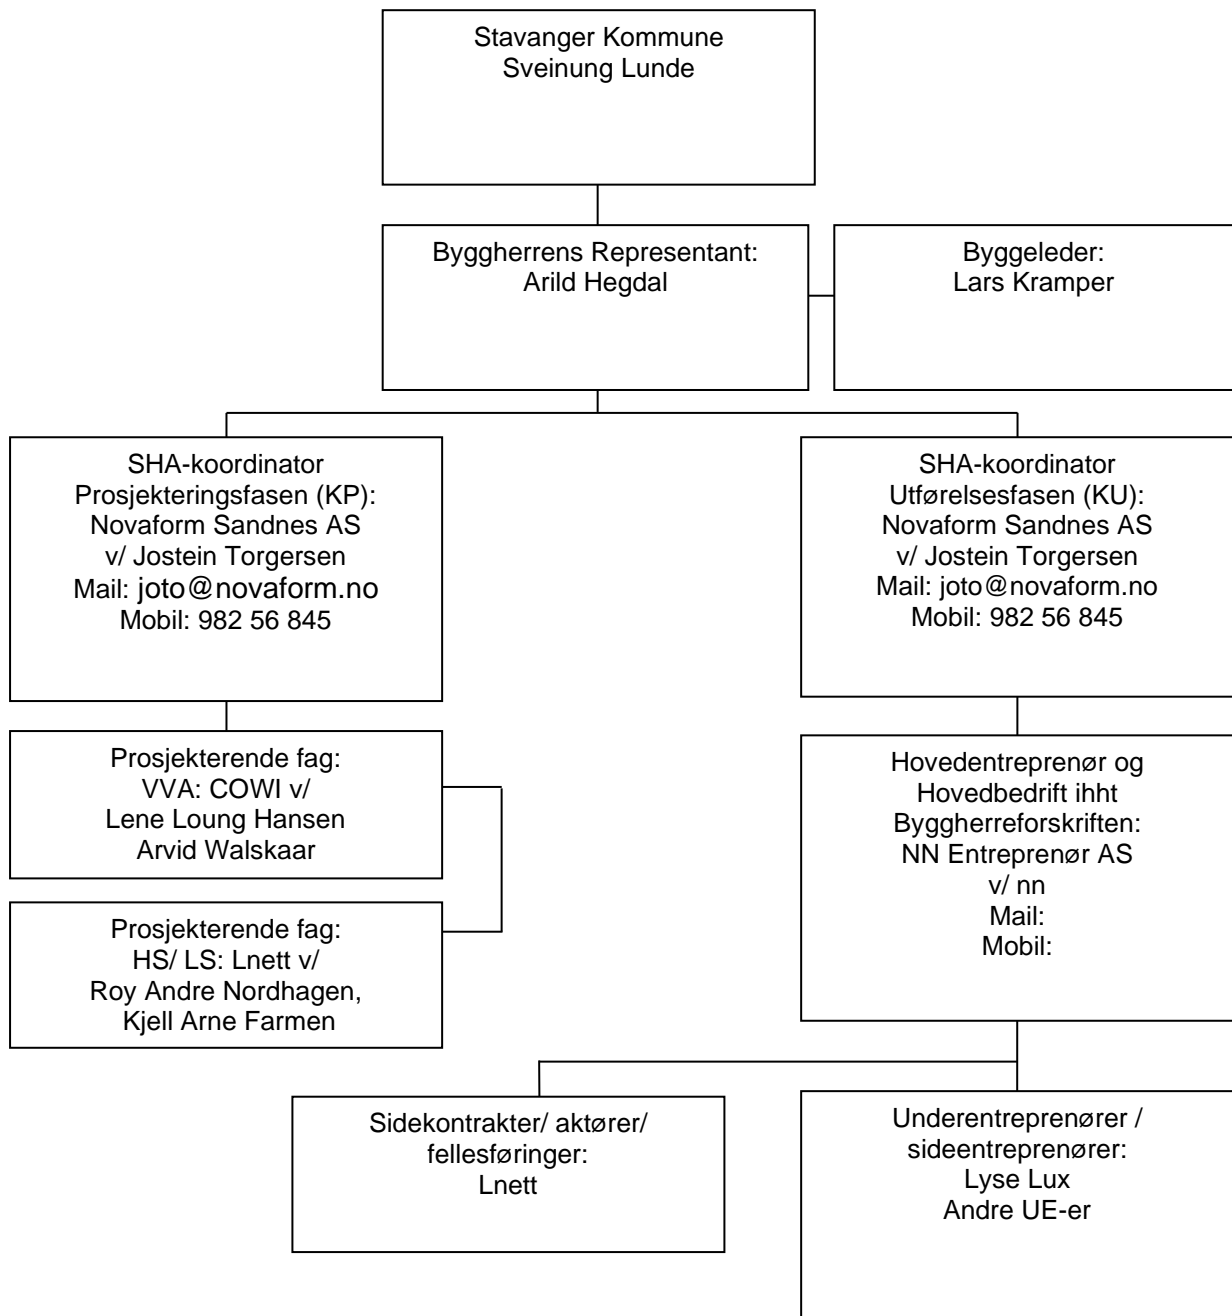 Stavanger Kommune
Sveinung Lunde
Byggherrens Representant:
Arild Hegdal
Byggeleder:
Lars Kramper
SHA-koordinator
Prosjekteringsfasen (KP):
Novaform Sandnes AS
v/ Jostein Torgersen
Mail: joto@novaform.no
Mobil: 982 56 845
SHA-koordinator
Utførelsesfasen (KU):
Novaform Sandnes AS
v/ Jostein Torgersen
Mail: joto@novaform.no
Mobil: 982 56 845
Prosjekterende fag:
VVA: COWI v/
Lene Loung Hansen
Arvid Walskaar
Prosjekterende fag:
HS/ LS: Lnett v/
Roy Andre Nordhagen,
Kjell Arne Farmen
Hovedentreprenør og
Hovedbedrift ihht
Byggherreforskriften:
NN Entreprenør AS
v/ nn
Mail:
Mobil:
Sidekontrakter/ aktører/
fellesføringer:
Lnett
Underentreprenører /
sideentreprenører:
Lyse Lux
Andre UE-er